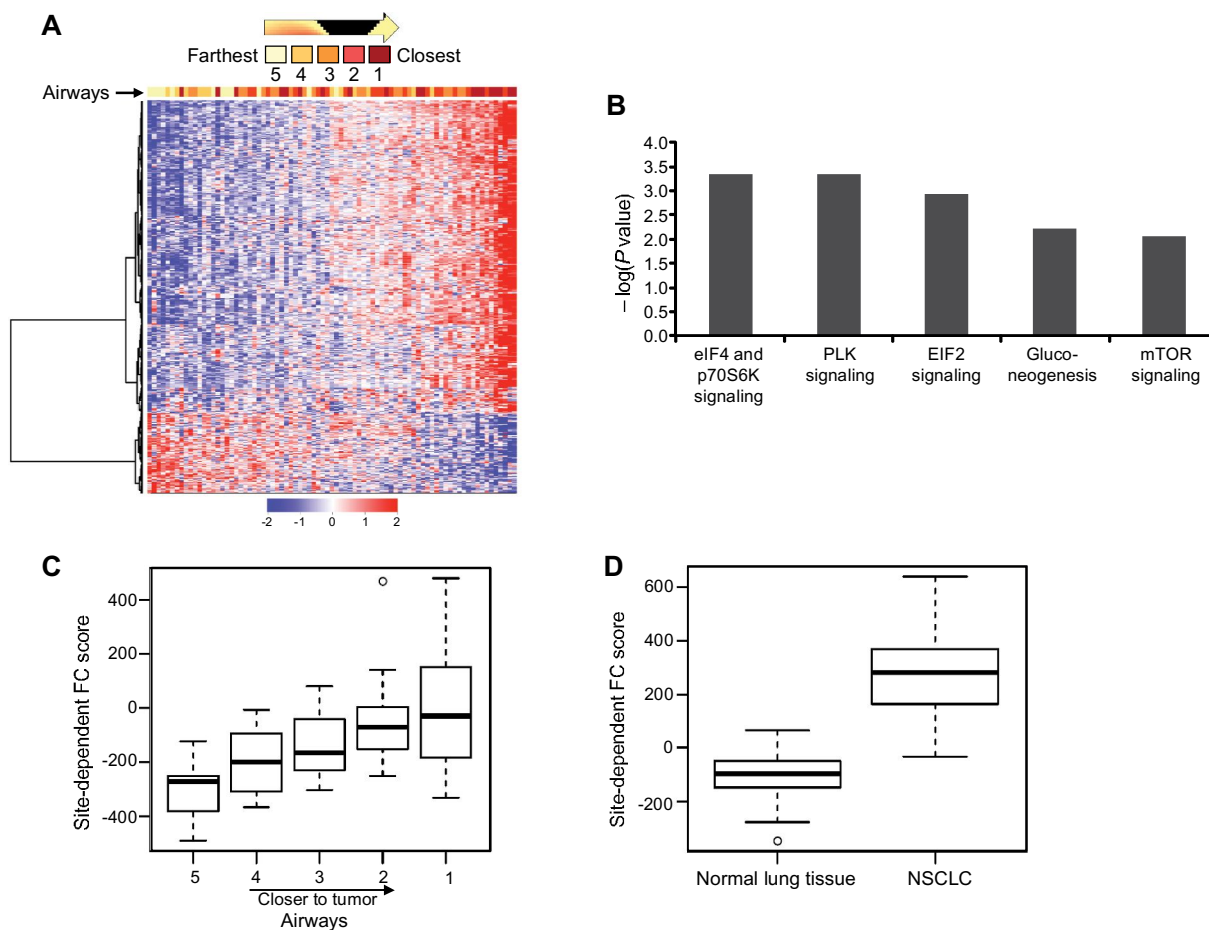 A
Farthest
Closest
5 4 3 2 1
Airways
-2 -1 0 1 2
B
– log(P value)
4.0
3.5
3.0
2.5
2.0
1.5
1.0
0.5
0.0
eIF4 and
p70S6K
signaling
PLK
signaling
EIF2
signaling
Gluco-
neogenesis
mTOR
signaling
C
Site-dependent FC score
400
200
0
-200
-400
5 4 3 2 1
Closer to tumor
Airways
D
Site-dependent FC score
600
400
200
0
-200
Normal lung tissue
NSCLC